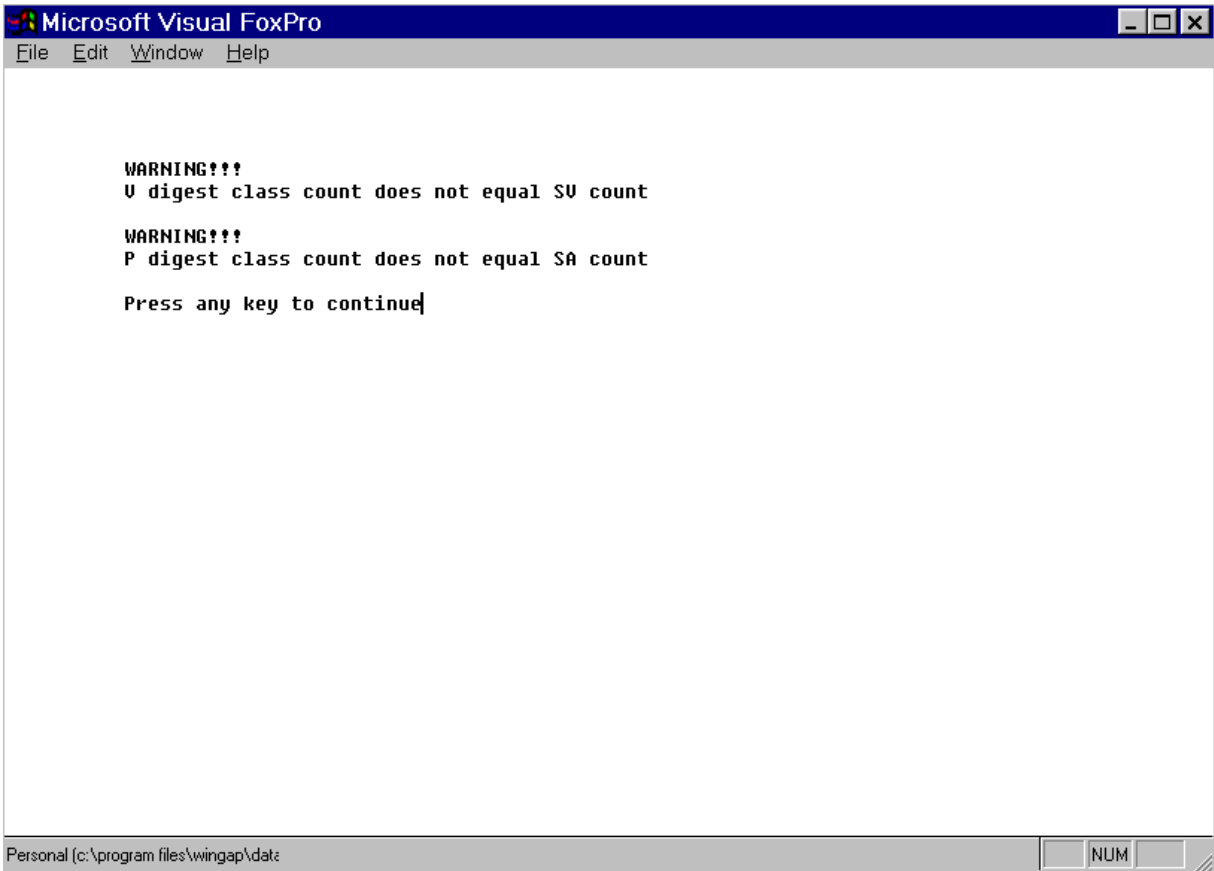 Microsoft Visual FoxPro
File Edit Window Help
WARNING!!!
V digest class count does not equal SV count
WARNING!!!
P digest class count does not equal SA count
Press any key to continue
Personal (c:\program files\wingap\data
NUM